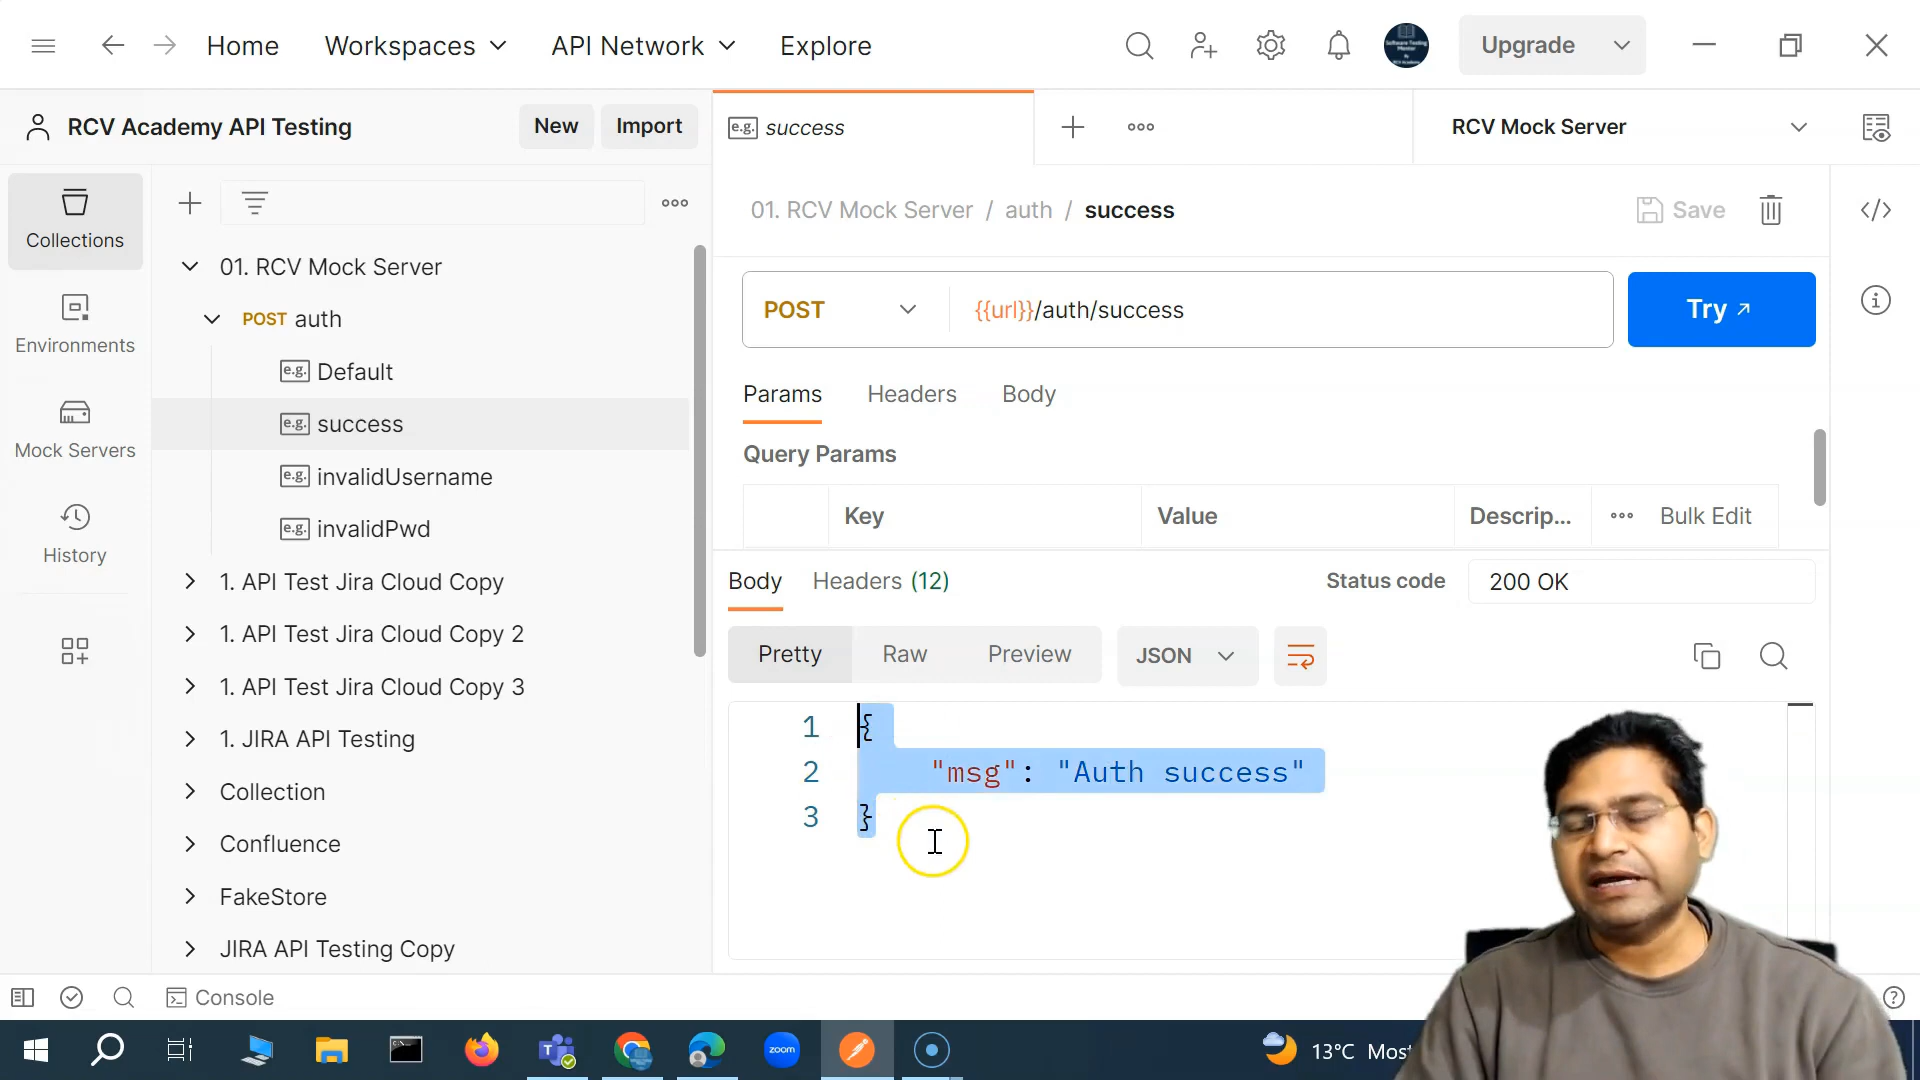 Home Workspaces API Network Explore Upgrade
RCV Academy API Testing New Import
e.g. success
RCV Mock Server
01. RCV Mock Server / auth / success
Save
Collections
Environments
Mock Servers
History
01. RCV Mock Server
POST auth
e.g. Default
e.g. success
e.g. invalidUsername
e.g. invalidPwd
1. API Test Jira Cloud Copy
1. API Test Jira Cloud Copy 2
1. API Test Jira Cloud Copy 3
1. JIRA API Testing
Collection
Confluence
FakeStore
JIRA API Testing Copy
POST {{url}}/auth/success Try
Params Headers Body
Query Params
Key Value Descrip... Bulk Edit
Body Headers (12) Status code 200 OK
Pretty Raw Preview JSON
1 {
2 "msg": "Auth success"
3 }
Console
zoom 13°C Most